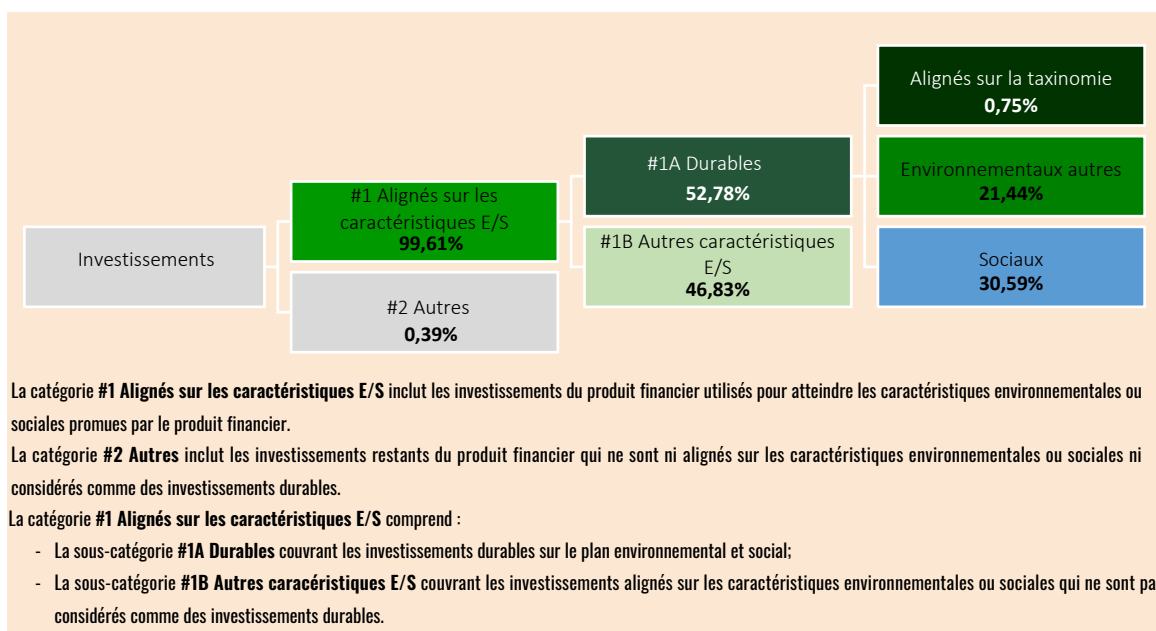 Investissements
#1 Alignés sur les
caractéristiques E/S
99,61%
#2 Autres
0,39%
#1A Durables
52,78%
#1B Autres caractéristiques
E/S
46,83%
Alignés sur la taxinomie
0,75%
Environnementaux autres
21,44%
Sociaux
30,59%
La catégorie #1 Alignés sur les caractéristiques E/S inclut les investissements du produit financier utilisés pour atteindre les caractéristiques environnementales ou
sociales promues par le produit financier.
La catégorie #2 Autres inclut les investissements restants du produit financier qui ne sont ni alignés sur les caractéristiques environnementales ou sociales ni
considérés comme des investissements durables.
La catégorie #1 Alignés sur les caractéristiques E/S comprend :
- La sous-catégorie #1A Durables couvrant les investissements durables sur le plan environnemental et social;
- La sous-catégorie #1B Autres caracéristiques E/S couvrant les investissements alignés sur les caractéristiques environnementales ou sociales qui ne sont pa
considérés comme des investissements durables.